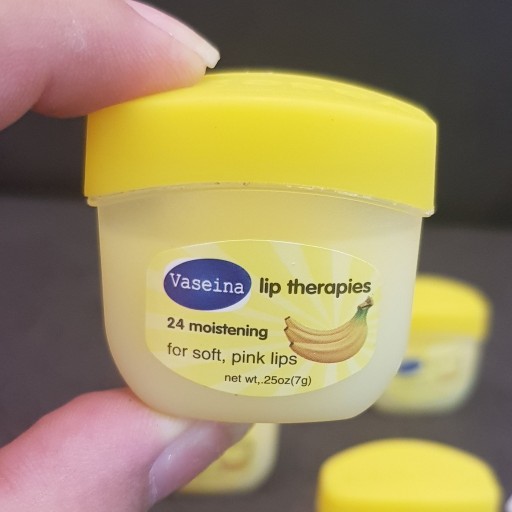 Vaseina lip therapies
24 moistening
for soft, pink lips
net wt,.25oz(7g)